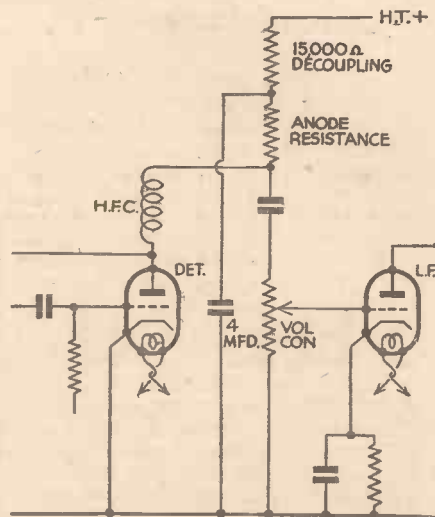 H.T.+
15,000 Ω
DECOUPLING
ANODE
RESISTANCE
H.F.C.
DET.
4
MFD.
VOL
CON
L.F.